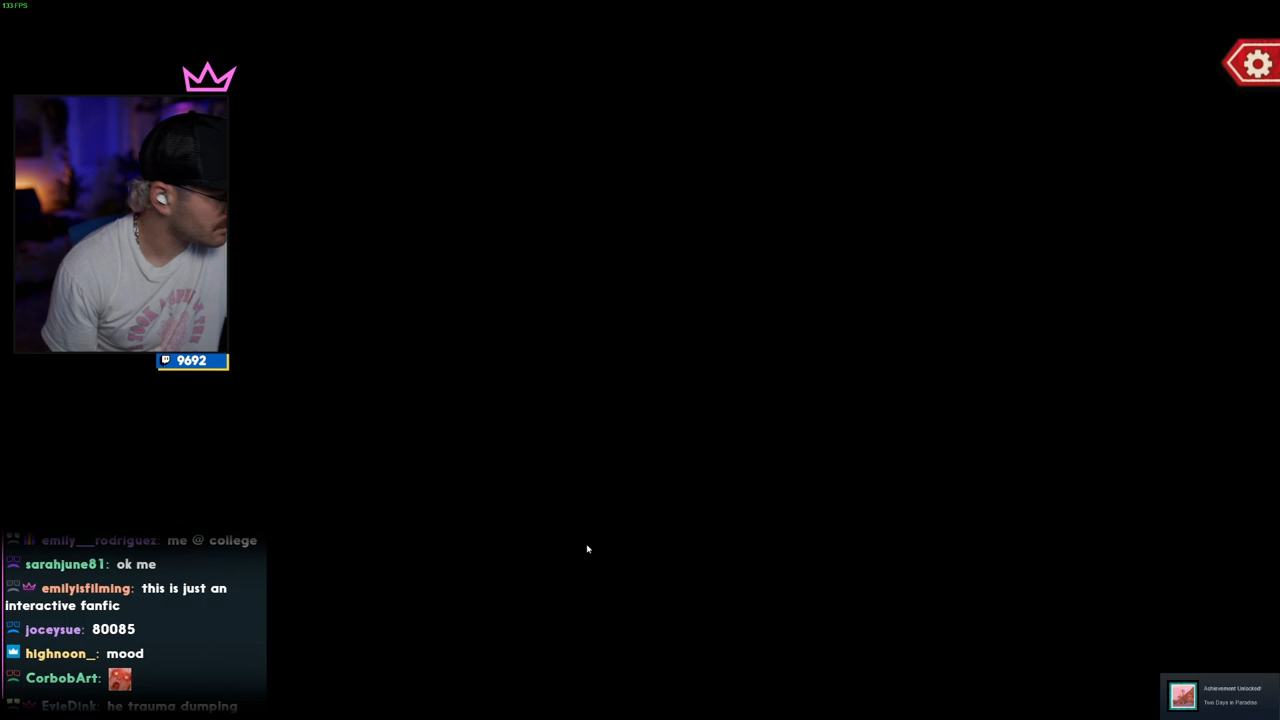 133 FPS
9692
emily__rodriguez: me @ college
sarahjune81: ok me
emilyisfilming: this is just an
interactive fanfic
joceysue: 80085
highnoon_: mood
CorbobArt:
EvieDink: he trauma dumping
Achievement Unlocked!
Two Days in Paradise